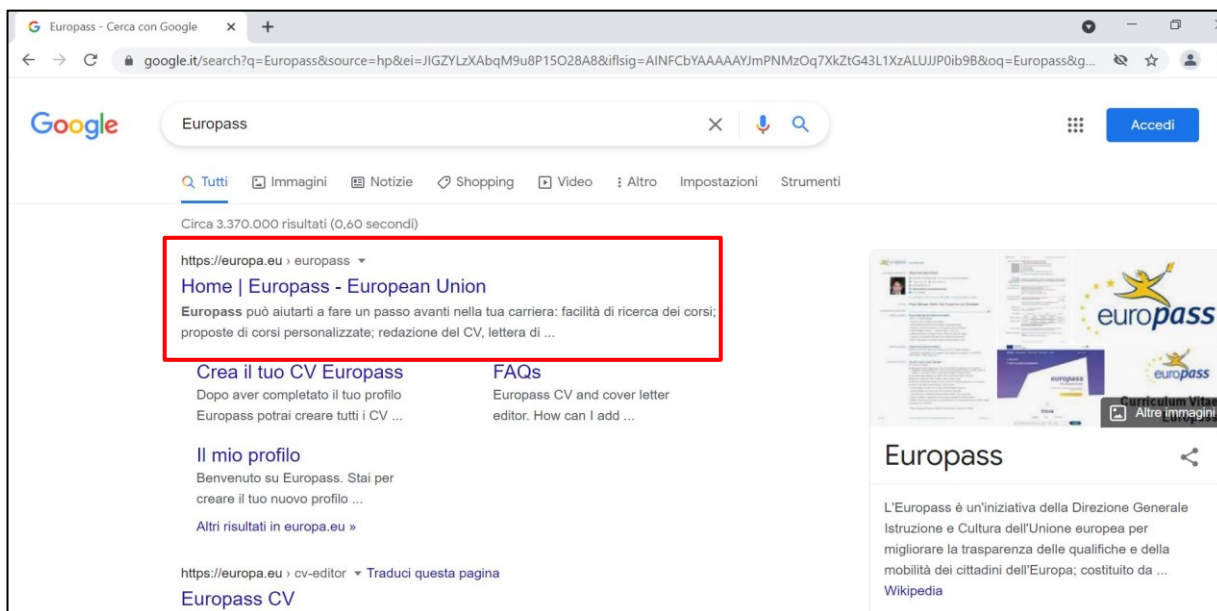 Europass - Cerca con Google
google.it/search?q=Europass&source=hp&ei=JIGZYLzXAbqM9u8P15O28A8&iflsig=AINFCbYAAAAAYJmPNMzOq7XkZtG43L1XzALUJJP0ib9B&oq=Europass&g...
Google
Europass
Accedi
Tutti Immagini Notizie Shopping Video Altro Impostazioni Strumenti
Circa 3.370.000 risultati (0,60 secondi)
https://europa.eu › europass
Home | Europass - European Union
Europass può aiutarti a fare un passo avanti nella tua carriera: facilità di ricerca dei corsi;
proposte di corsi personalizzate; redazione del CV, lettera di ...
Crea il tuo CV Europass
Dopo aver completato il tuo profilo
Europass potrai creare tutti i CV ...
FAQs
Europass CV and cover letter
editor. How can I add ...
Il mio profilo
Benvenuto su Europass. Stai per
creare il tuo nuovo profilo ...
Altri risultati in europa.eu »
https://europa.eu › cv-editor Traduci questa pagina
Europass CV
europass
europass
europass
Curriculum Vitae
Europass
Altre immagini
Europass
L'Europass è un'iniziativa della Direzione Generale
Istruzione e Cultura dell'Unione europea per
migliorare la trasparenza delle qualifiche e della
mobilità dei cittadini dell'Europa; costituito da ...
Wikipedia